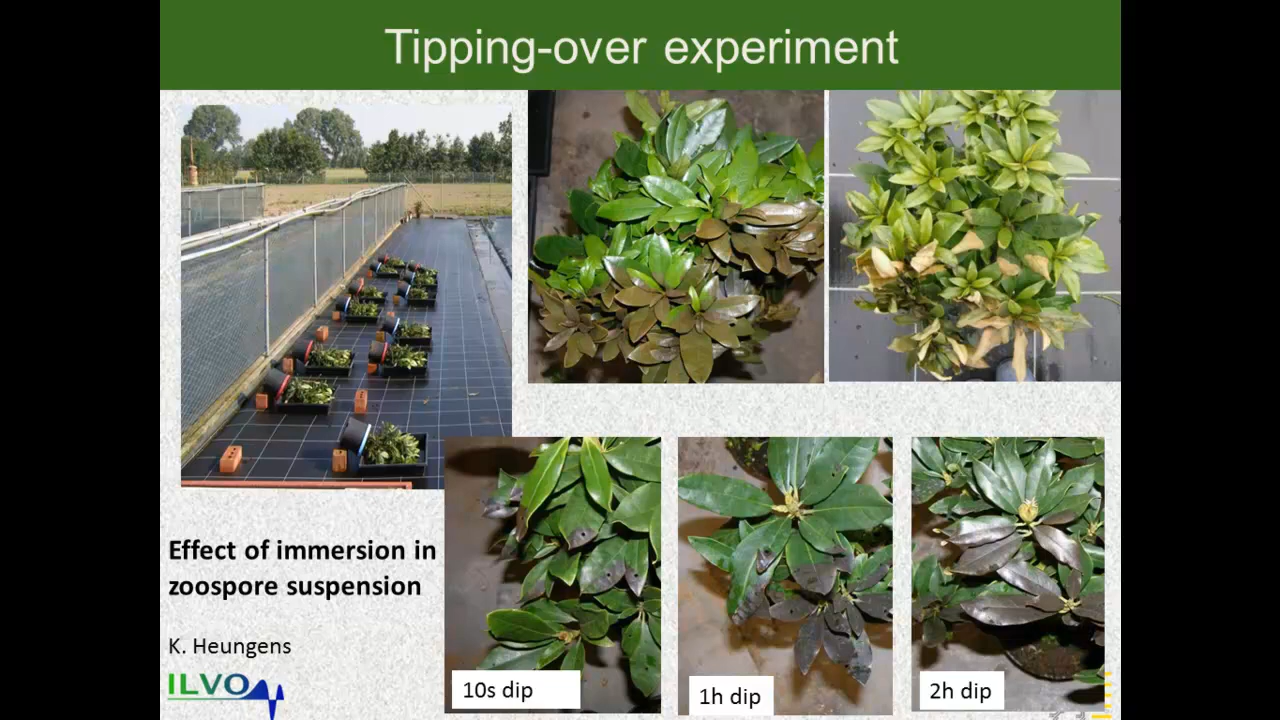 Tipping-over experiment
Effect of immersion in
zoospore suspension
K. Heungens
ILVO
10s dip
1h dip
2h dip